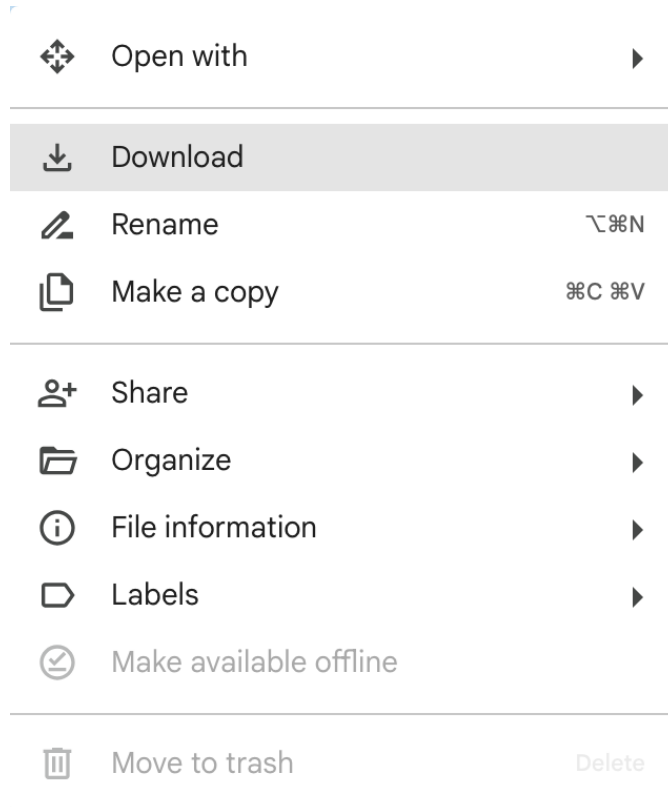 Open with
Download
Rename ⌥⌘N
Make a copy ⌘C ⌘V
Share
Organize
File information
Labels
Make available offline
Move to trash Delete